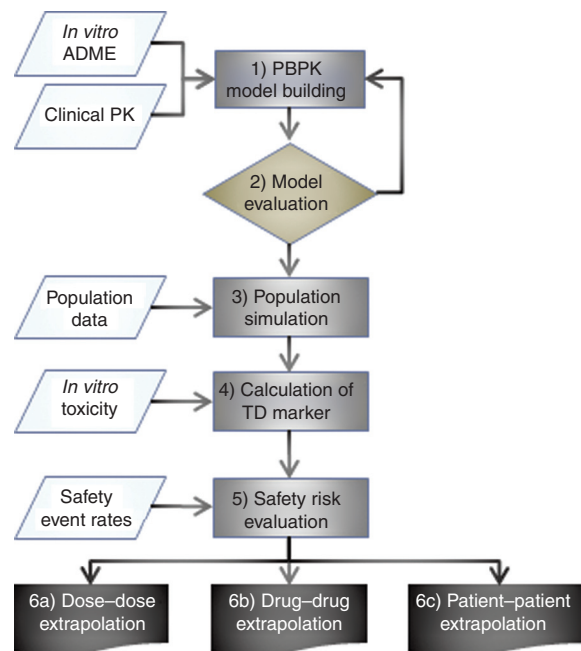 In vitro
ADME
Clinical PK
1) PBPK
model building
2) Model
evaluation
Population
data
3) Population
simulation
In vitro
toxicity
4) Calculation of
TD marker
Safety
event rates
5) Safety risk
evaluation
6a) Dose–dose
extrapolation
6b) Drug–drug
extrapolation
6c) Patient–patient
extrapolation